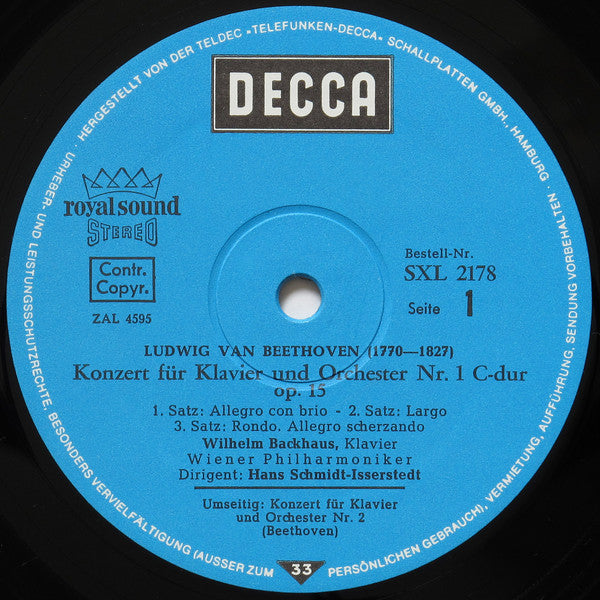 URHEBER- UND LEISTUNGSSCHUTZRECHTE, BESONDERS VERVIELFÄLTIGUNG (AUSSER ZUM PERSÖNLICHEN GEBRAUCH), VERMIETUNG, AUFFÜHRUNG, SENDUNG VORBEHALTEN · HERGESTELLT VON DER TELDEC »TELEFUNKEN-DECCA« SCHALLPLATTEN GMBH., HAMBURG ·
DECCA
royal sound
STEREO
Contr.
Copyr.
ZAL 4595
Bestell-Nr.
SXL 2178
Seite 1
LUDWIG VAN BEETHOVEN (1770—1827)
Konzert für Klavier und Orchester Nr. 1 C-dur
op. 15
1. Satz: Allegro con brio - 2. Satz: Largo
3. Satz: Rondo. Allegro scherzando
Wilhelm Backhaus, Klavier
Wiener Philharmoniker
Dirigent: Hans Schmidt-Isserstedt
Umseitig: Konzert für Klavier
und Orchester Nr. 2
(Beethoven)
33